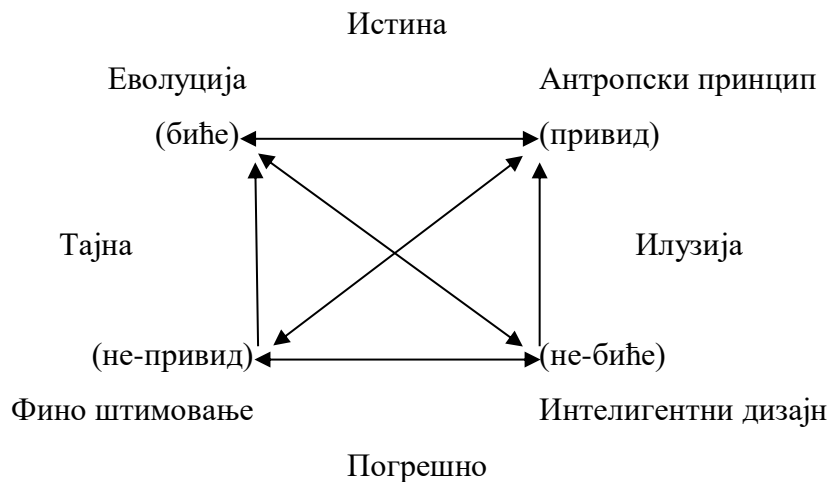 Истина
Еволуција Антропски принцип
(биће) (привид)
Тајна Илузија
(не-привид) (не-биће)
Фино штимовање Интелигентни дизајн
Погрешно